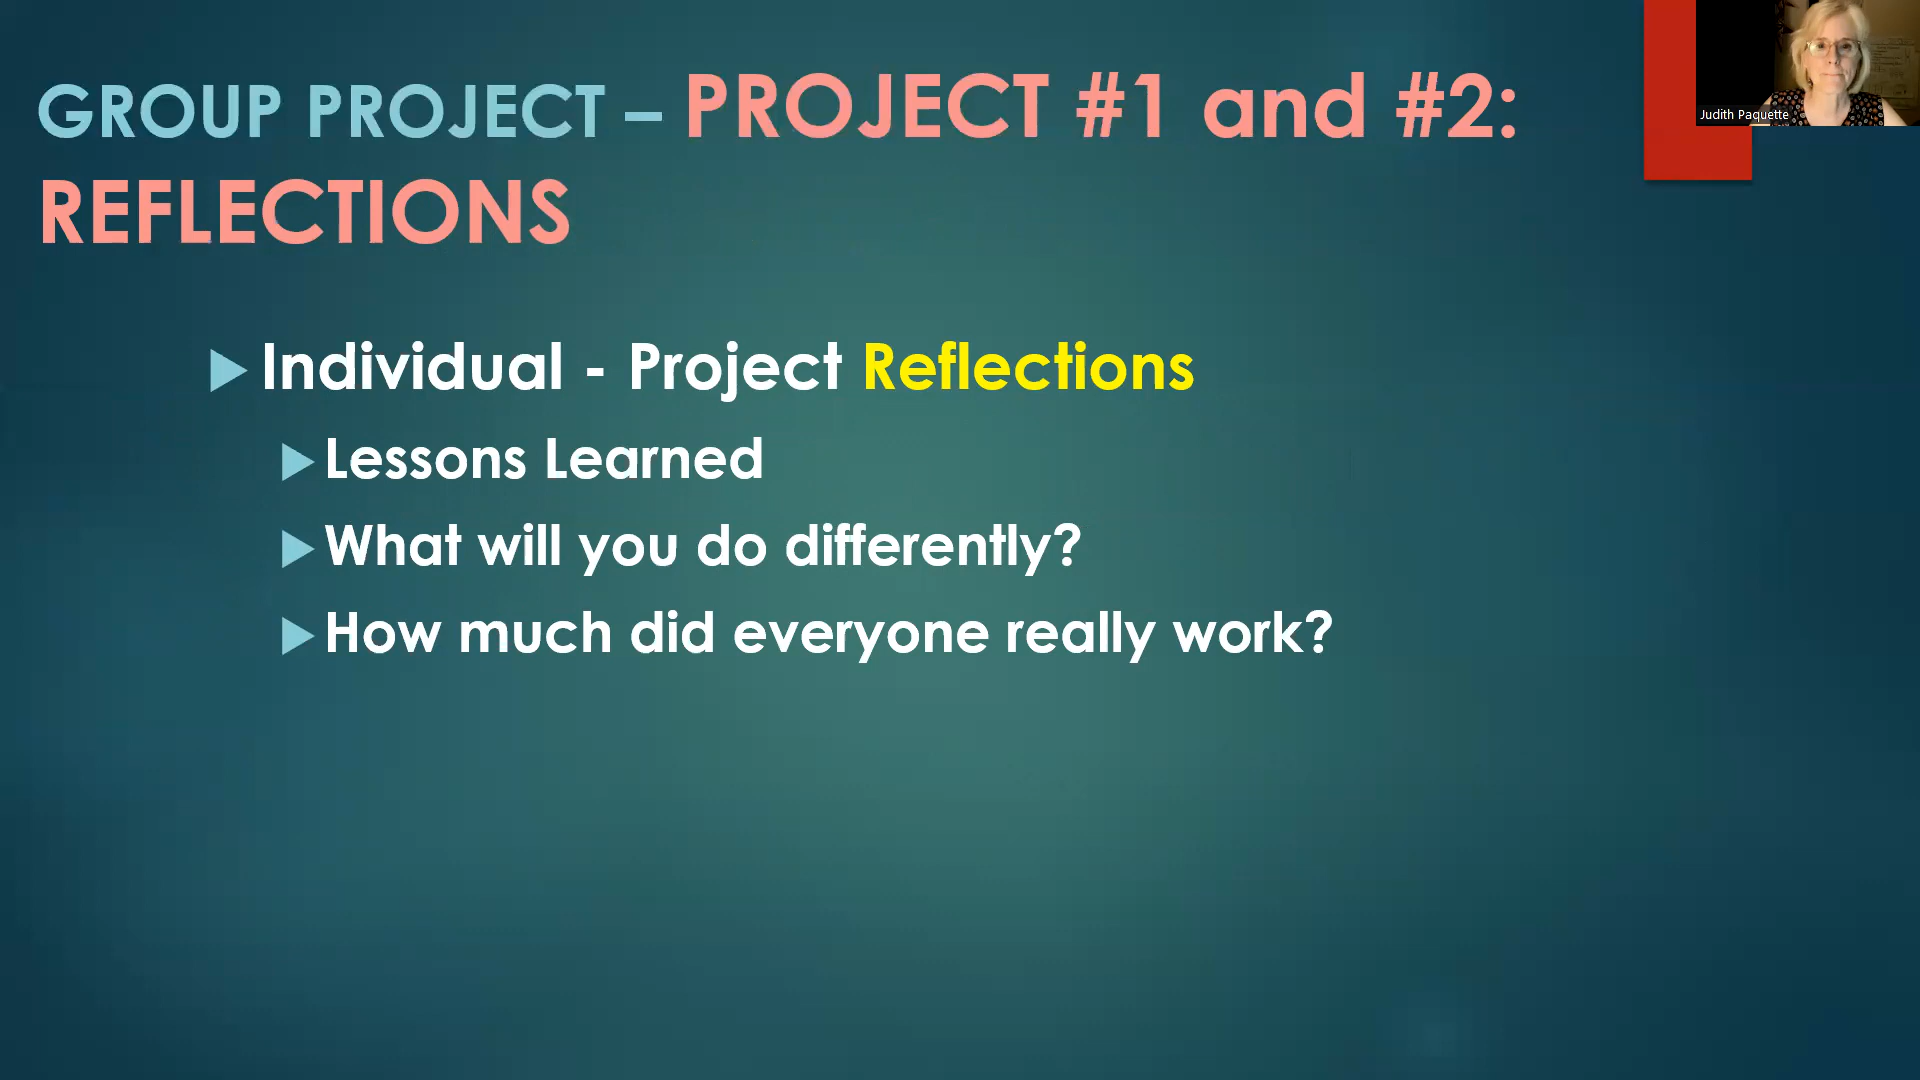 GROUP PROJECT – PROJECT #1 and #2:
REFLECTIONS
Judith Paquette
Individual - Project Reflections
Lessons Learned
What will you do differently?
How much did everyone really work?